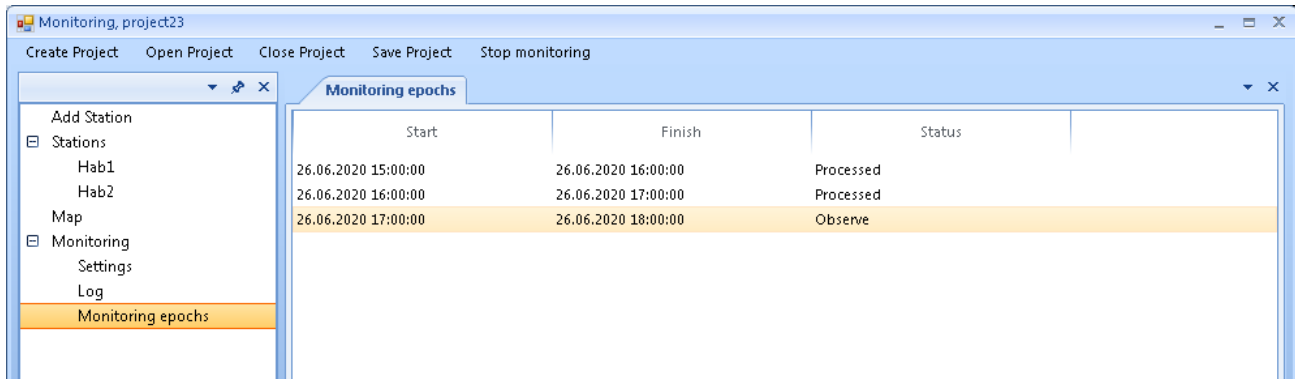 Monitoring, project23
Create Project Open Project Close Project Save Project Stop monitoring
Monitoring epochs
Add Station
Stations
Hab1
Hab2
Map
Monitoring
Settings
Log
Monitoring epochs
Start Finish Status
26.06.2020 15:00:00 26.06.2020 16:00:00 Processed
26.06.2020 16:00:00 26.06.2020 17:00:00 Processed
26.06.2020 17:00:00 26.06.2020 18:00:00 Observe